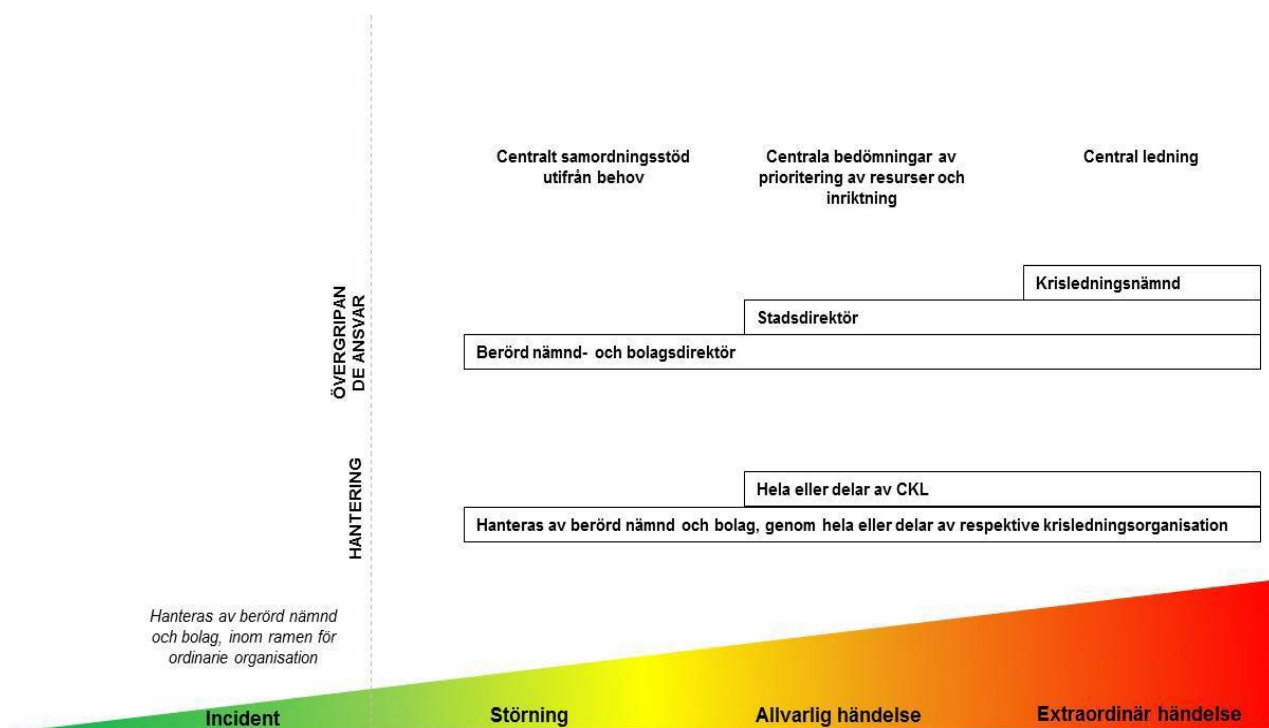 Centralt samordningsstöd
utifrån behov
Centrala bedömningar av
prioritering av resurser och
inriktning
Central ledning
ÖVERGRIPAN
DE ANSVAR
Krisledningsnämnd
Stadsdirektör
Berörd nämnd- och bolagsdirektör
HANTERING
Hela eller delar av CKL
Hanteras av berörd nämnd och bolag, genom hela eller delar av respektive krisledningsorganisation
Hanteras av berörd nämnd
och bolag, inom ramen för
ordinarie organisation
Incident
Störning
Allvarlig händelse
Extraordinär händelse